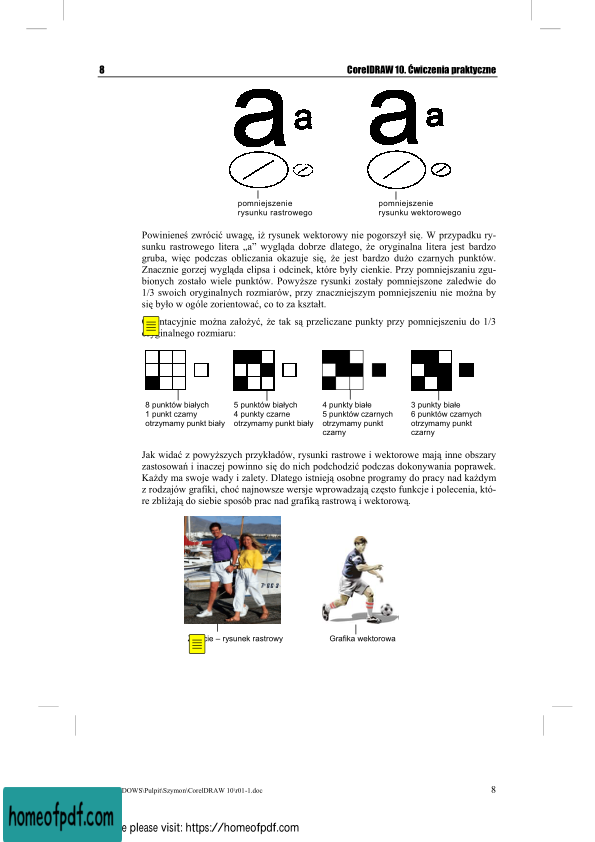 8 CorelDRAW 10. Ćwiczenia praktyczne
a a a a
pomniejszenie
rysunku rastrowego
pomniejszenie
rysunku wektorowego
Powinieneś zwrócić uwagę, iż rysunek wektorowy nie pogorszył się. W przypadku ry-
sunku rastrowego litera „a” wygląda dobrze dlatego, że oryginalna litera jest bardzo
gruba, więc podczas obliczania okazuje się, że jest bardzo dużo czarnych punktów.
Znacznie gorzej wygląda elipsa i odcinek, które były cienkie. Przy pomniejszaniu zgu-
bionych zostało wiele punktów. Powyższe rysunki zostały pomniejszone zaledwie do
1/3 swoich oryginalnych rozmiarów, przy znaczniejszym pomniejszeniu nie można by
się było w ogóle zorientować, co to za kształt.
ntacyjnie można założyć, że tak są przeliczane punkty przy pomniejszeniu do 1/3
ginalnego rozmiaru:
8 punktów białych
1 punkt czarny
otrzymamy punkt biały
5 punktów białych
4 punkty czarne
otrzymamy punkt biały
4 punkty białe
5 punktów czarnych
otrzymamy punkt
czarny
3 punkty białe
6 punktów czarnych
otrzymamy punkt
czarny
Jak widać z powyższych przykładów, rysunki rastrowe i wektorowe mają inne obszary
zastosowań i inaczej powinno się do nich podchodzić podczas dokonywania poprawek.
Każdy ma swoje wady i zalety. Dlatego istnieją osobne programy do pracy nad każdym
z rodzajów grafiki, choć najnowsze wersje wprowadzają często funkcje i polecenia, któ-
re zbliżają do siebie sposób prac nad grafiką rastrową i wektorową.
cie – rysunek rastrowy
Grafika wektorowa
DOWS\Pulpit\Szymon\CorelDRAW 10\r01-1.doc 8
homeofpdf.com
e please visit: https://homeofpdf.com